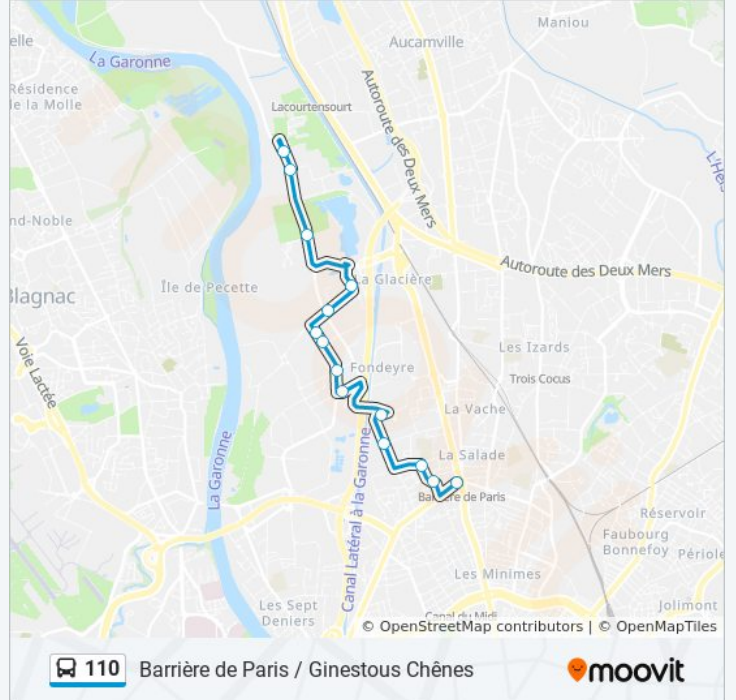 Maniou
elle
Aucamville
La Garonne
Résidence
de la Molle
Lacourtensourt
Autoroute des Deux Mers
L'Hers
nd-Noble
Autoroute des Deux Mers
La Glacière
Île de Pecette
Blagnac
Les Izards
Voie Lactée
Fondeyre
Trois Cocus
La Vache
La Garonne
La Salade
Barrière de Paris
Canal Latéral à la Garonne
Réservoir
Faubourg
Bonnefoy
Périole
Les Minimes
Les Sept
Deniers
Canal du Midi
Jolimont
© OpenStreetMap contributors | © OpenMapTiles
110 Barrière de Paris / Ginestous Chênes
moovit